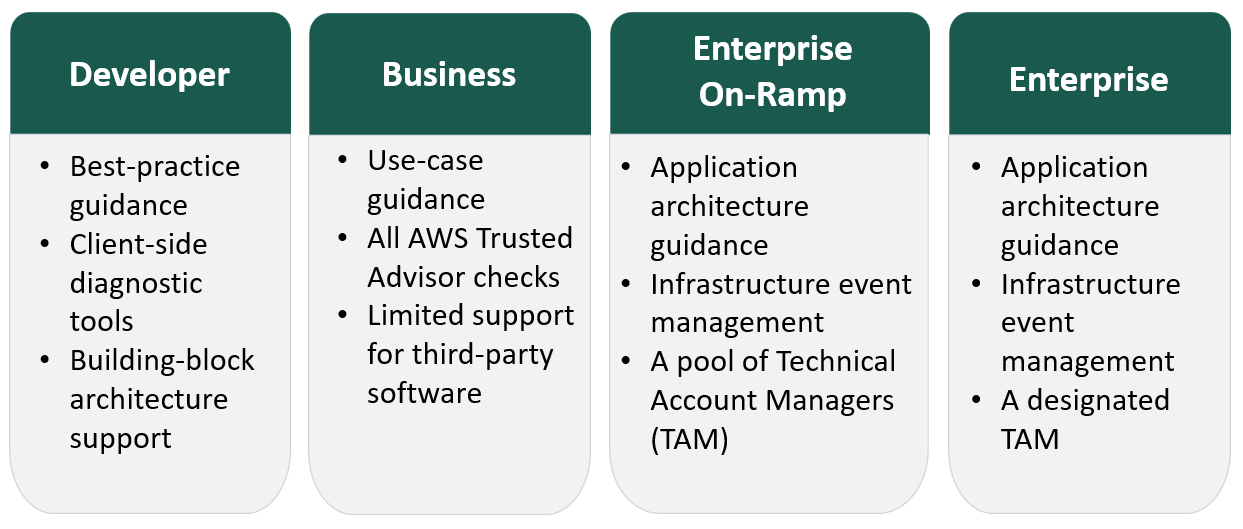 Developer
• Best-practice
guidance
• Client-side
diagnostic
tools
• Building-block
architecture
support
Business
• Use-case
guidance
• All AWS Trusted
Advisor checks
• Limited support
for third-party
software
Enterprise
On-Ramp
• Application
architecture
guidance
• Infrastructure event
management
• A pool of Technical
Account Managers
(TAM)
Enterprise
• Application
architecture
guidance
• Infrastructure
event
management
• A designated
TAM